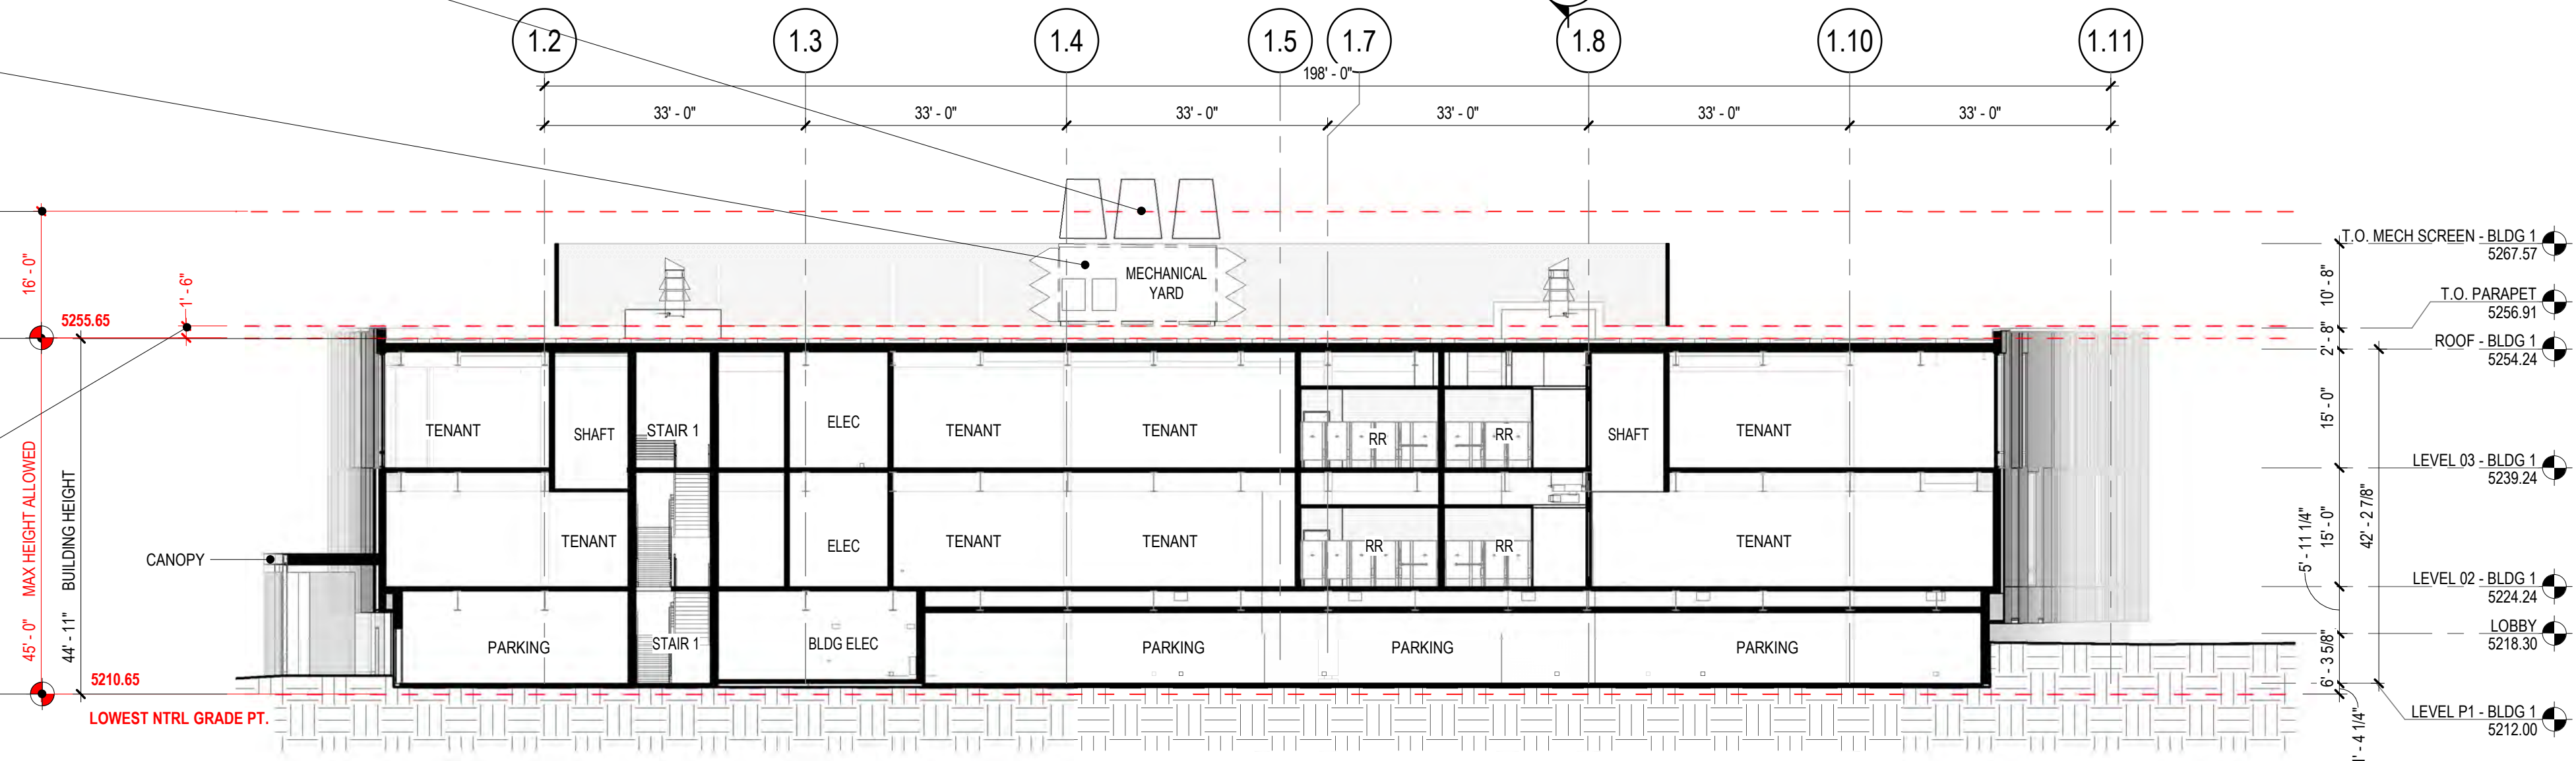 1.2
1.3
1.4
1.5
1.7
1.8
1.10
1.11
198' - 0"
33' - 0"
33' - 0"
33' - 0"
33' - 0"
33' - 0"
33' - 0"
16' - 0"
1' - 6"
5255.65
45' - 0" MAX HEIGHT ALLOWED
44' - 11" BUILDING HEIGHT
5210.65
LOWEST NTRL GRADE PT.
CANOPY
MECHANICAL
YARD
TENANT
SHAFT
STAIR 1
ELEC
TENANT
TENANT
RR
RR
SHAFT
TENANT
TENANT
ELEC
TENANT
TENANT
RR
RR
TENANT
PARKING
STAIR 1
BLDG ELEC
PARKING
PARKING
PARKING
T.O. MECH SCREEN - BLDG 1
5267.57
10' - 8"
T.O. PARAPET
5256.91
2' - 8"
ROOF - BLDG 1
5254.24
15' - 0"
LEVEL 03 - BLDG 1
5239.24
15' - 0"
42' - 2 7/8"
5' - 11 1/4"
LEVEL 02 - BLDG 1
5224.24
LOBBY
5218.30
6' - 3 5/8"
LEVEL P1 - BLDG 1
5212.00
1' - 4 1/4"